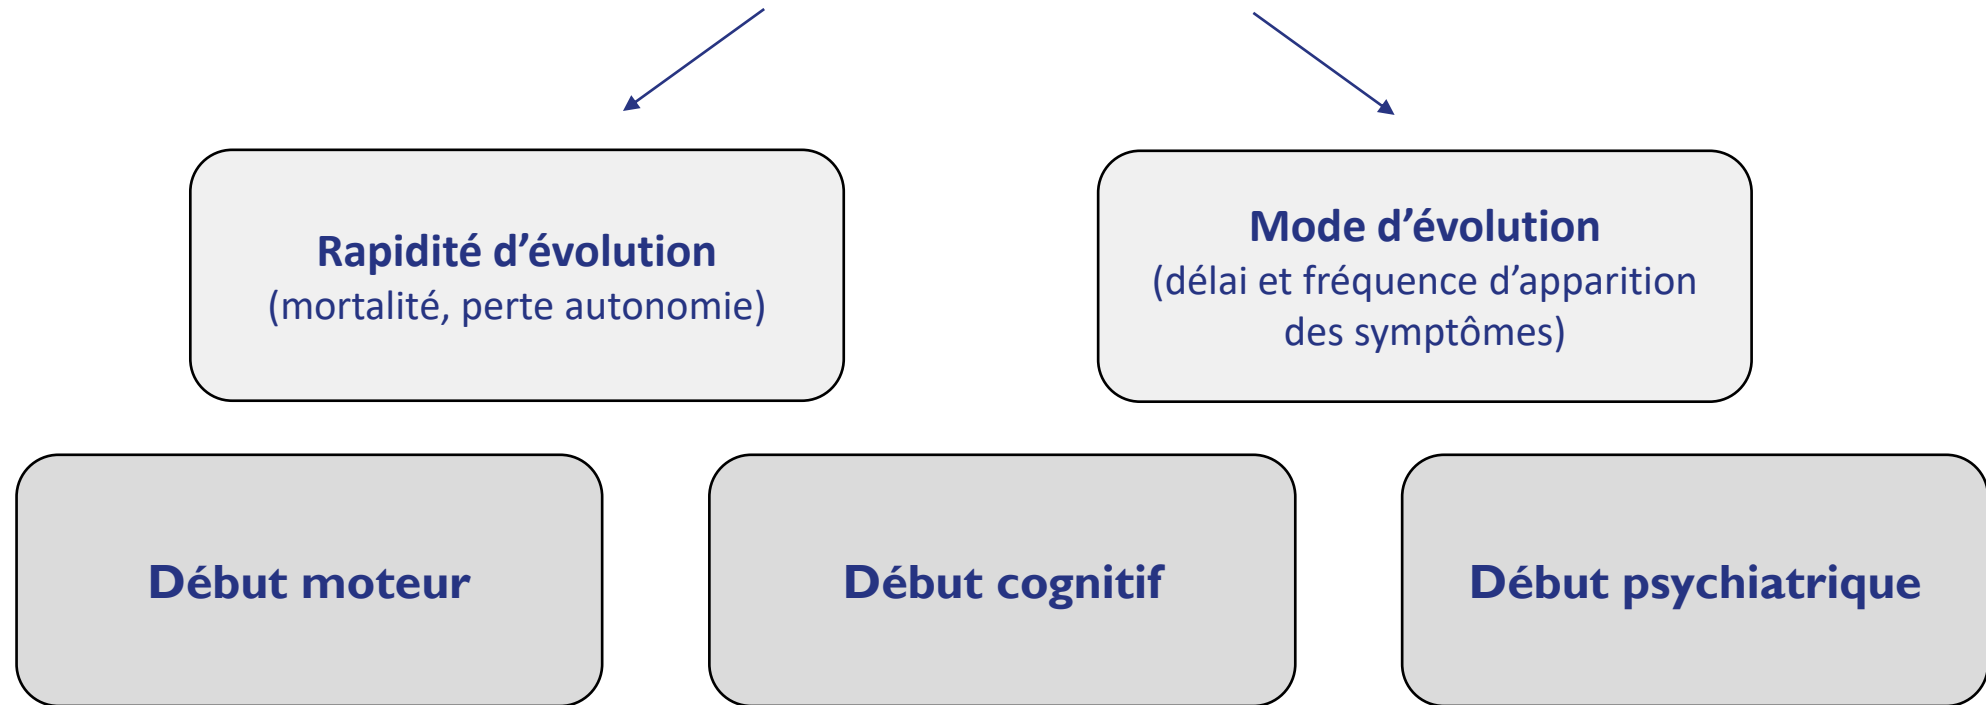 Rapidité d’évolution
(mortalité, perte autonomie)
Mode d’évolution
(délai et fréquence d’apparition
des symptômes)
Début moteur
Début cognitif
Début psychiatrique